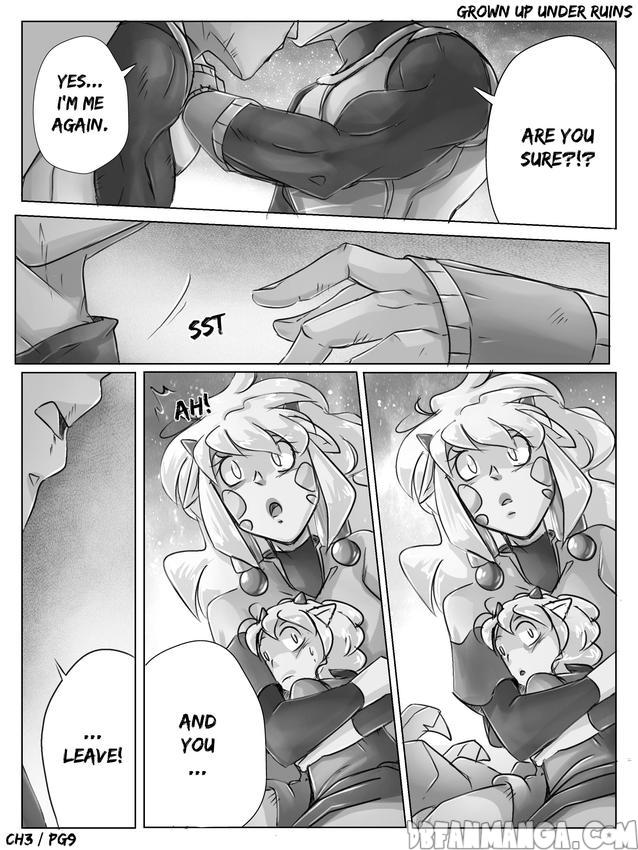 GROWN UP UNDER RUINS
YES...
I'M ME
AGAIN.
ARE YOU
SURE?!?
SST
AH!
AND
YOU
...
...
LEAVE!
CH3 / PG9
DBFANMANGA.COM